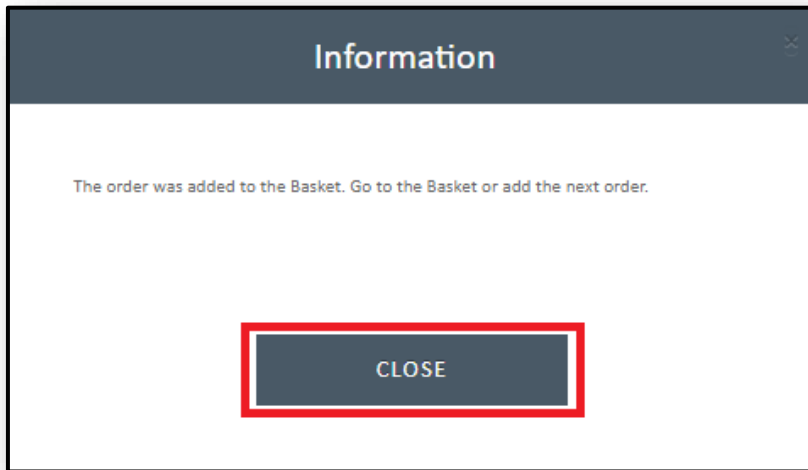 Information
The order was added to the Basket. Go to the Basket or add the next order.
CLOSE